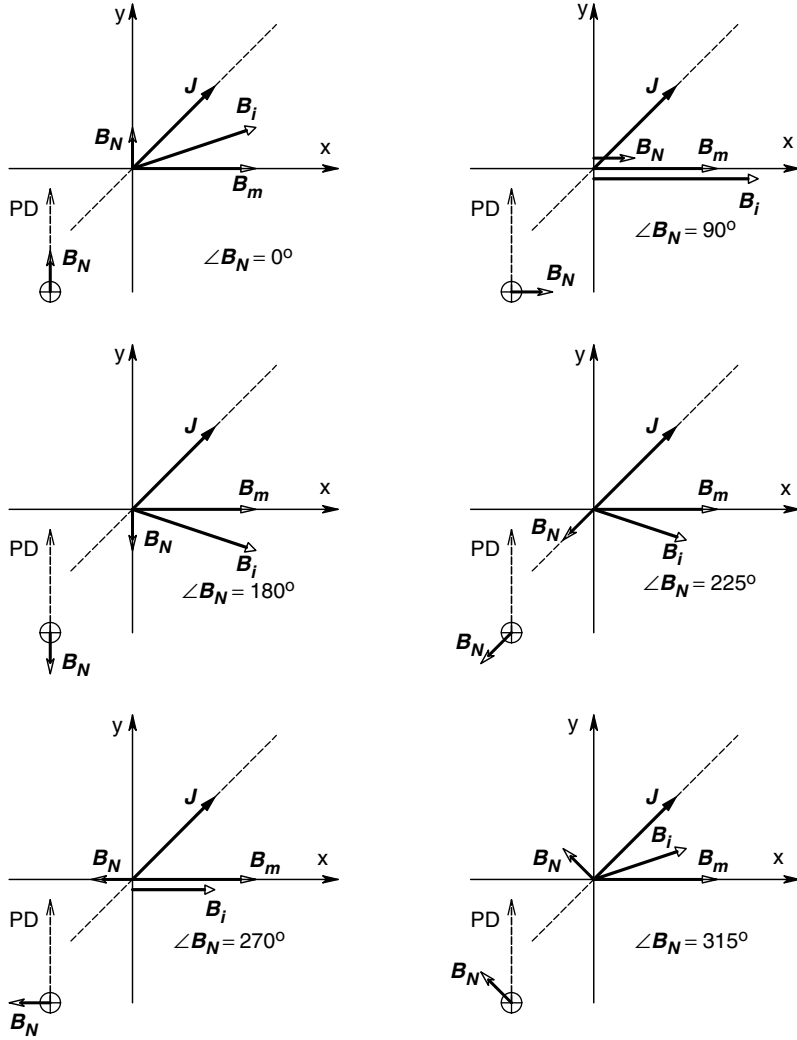 y
J
B_i
B_N
x
B_m
PD
B_N
∠B_N = 0°
y
J
x
B_N
B_m
B_i
PD
∠B_N = 90°
B_N
y
J
B_m
x
PD
B_N
B_i
∠B_N = 180°
B_N
y
J
B_m
x
B_N
PD
B_i
∠B_N = 225°
B_N
y
J
B_N
B_m
x
PD
B_i
∠B_N = 270°
B_N
y
J
B_i
B_N
B_m
x
PD
∠B_N = 315°
B_N